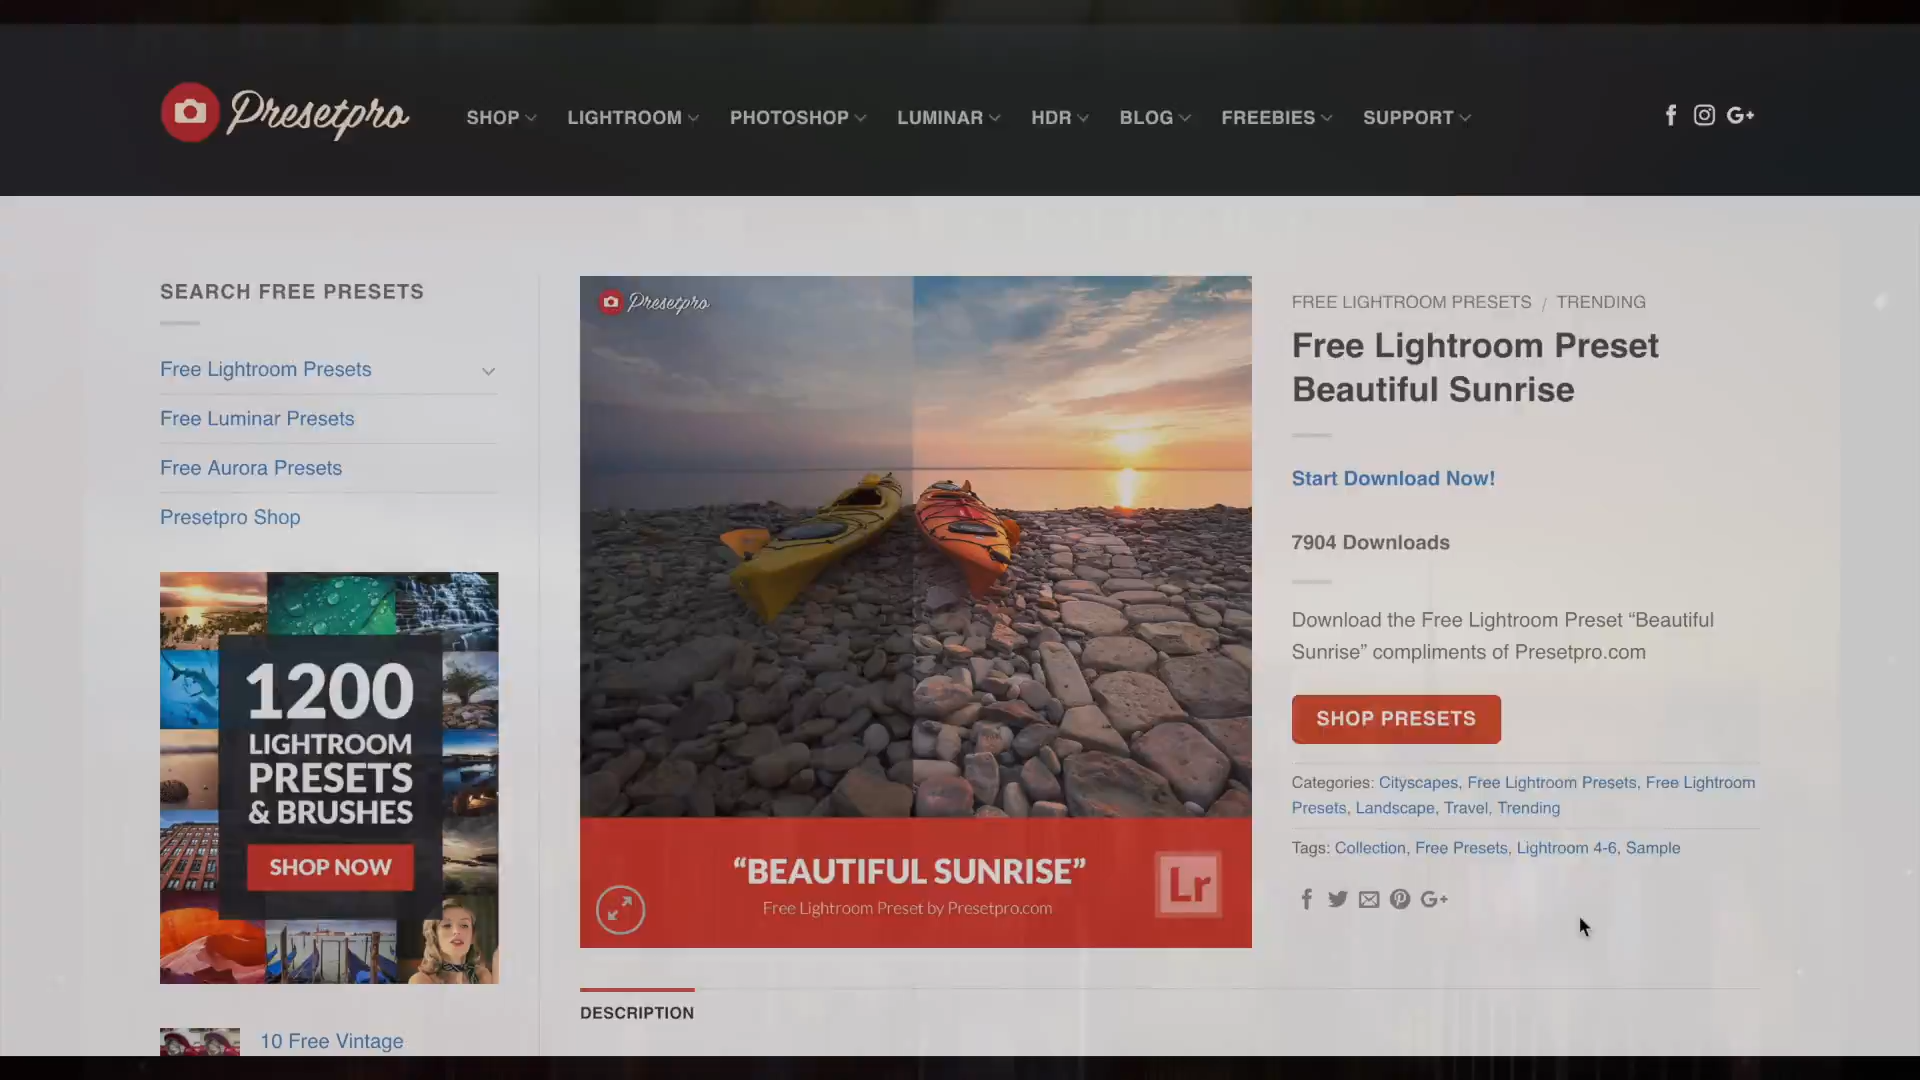 Presetpro
SHOP
LIGHTROOM
PHOTOSHOP
LUMINAR
HDR
BLOG
FREEBIES
SUPPORT
G+
SEARCH FREE PRESETS
Free Lightroom Presets
Free Luminar Presets
Free Aurora Presets
Presetpro Shop
1200
LIGHTROOM
PRESETS
& BRUSHES
SHOP NOW
10 Free Vintage
Presetpro
“BEAUTIFUL SUNRISE”
Free Lightroom Preset by Presetpro.com
Lr
DESCRIPTION
FREE LIGHTROOM PRESETS / TRENDING
Free Lightroom Preset
Beautiful Sunrise
Start Download Now!
7904 Downloads
Download the Free Lightroom Preset “Beautiful
Sunrise” compliments of Presetpro.com
SHOP PRESETS
Categories: Cityscapes, Free Lightroom Presets, Free Lightroom
Presets, Landscape, Travel, Trending
Tags: Collection, Free Presets, Lightroom 4-6, Sample
G+